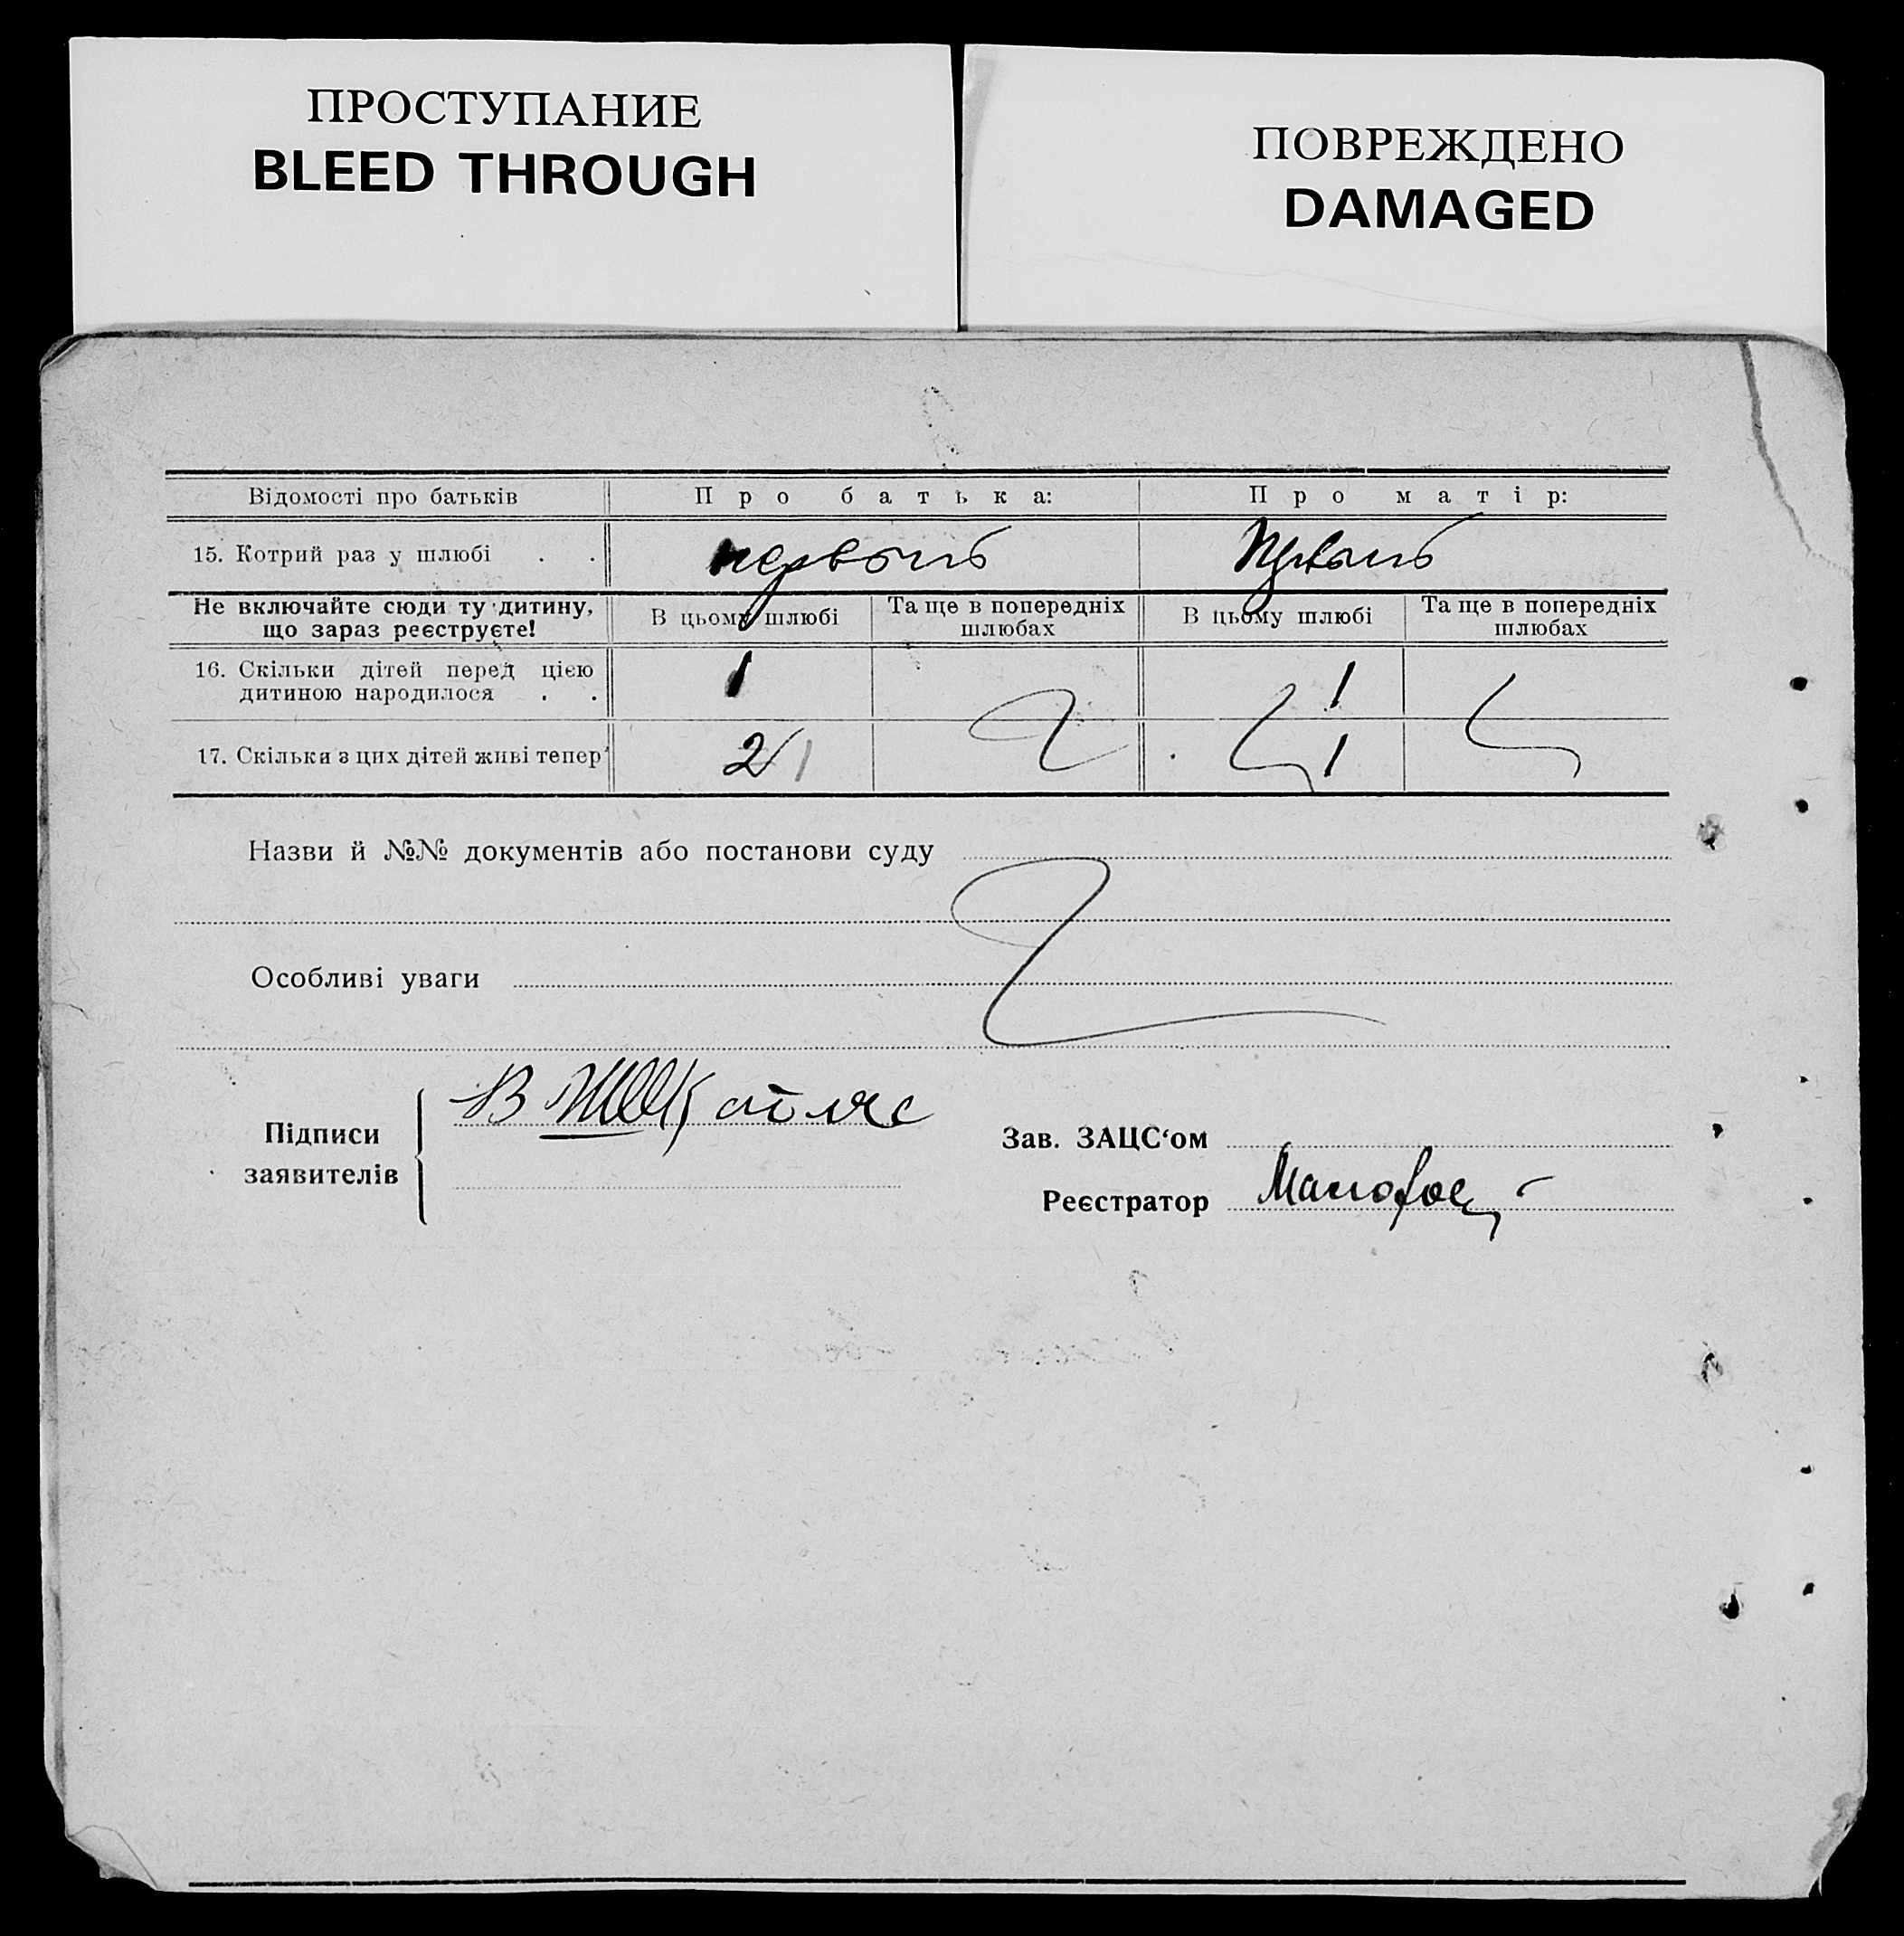 ПРОСТУПАНИЕ
BLEED THROUGH
ПОВРЕЖДЕНО
DAMAGED
Відомості про батьків Про батька: Про матір:
15. Котрий раз у шлюбі . . первый первый
Не включайте сюди ту дитину, що зараз реєструєте! В цьому шлюбі Та ще в попередніх шлюбах В цьому шлюбі Та ще в попередніх шлюбах
16. Скільки дітей перед цією дитиною народилося . . 1 1
17. Скільки з цих дітей живі тепер 2 1 1
Назви й №№ документів або постанови суду
Особливі уваги
Підписи заявителів В
Зав. ЗАЦС‘ом
Реєстратор